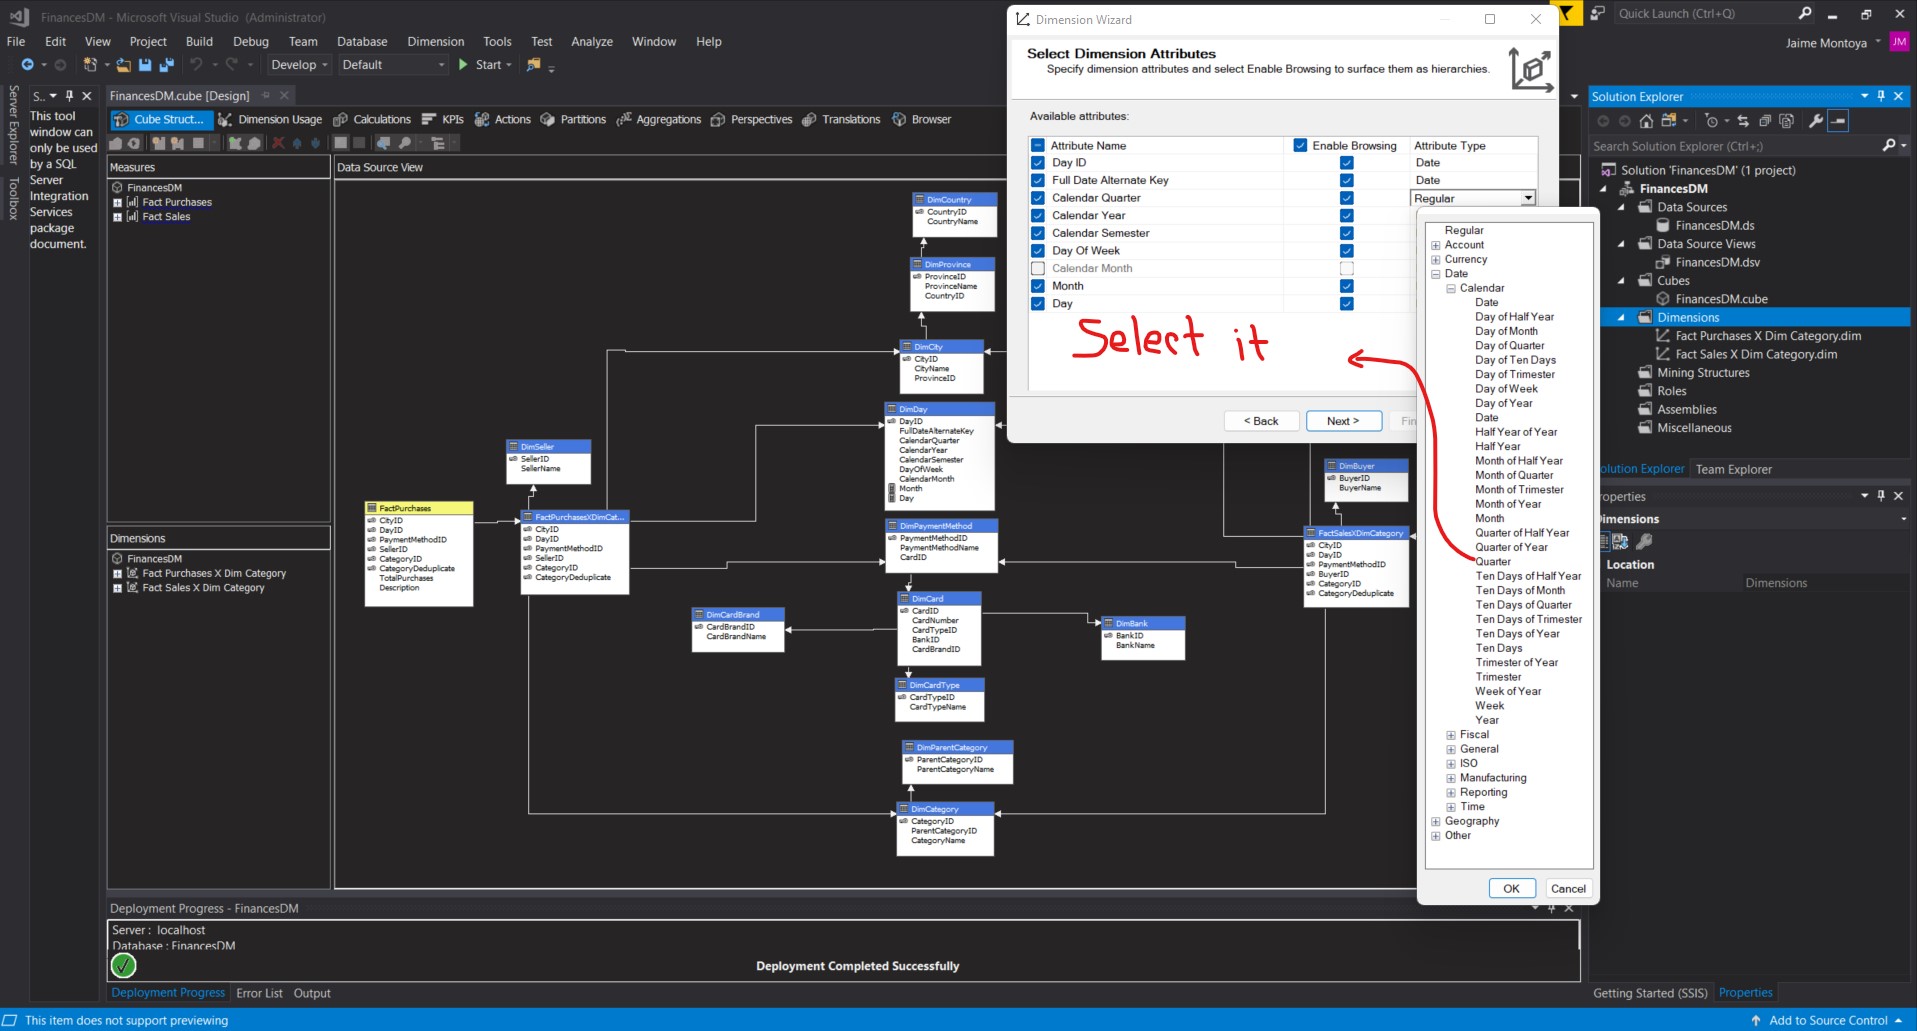 FinancesDM - Microsoft Visual Studio (Administrator)
Quick Launch (Ctrl+Q)
File Edit View Project Build Debug Team Database Dimension Tools Test Analyze Window Help
Jaime Montoya JM
Develop Default Start
Server Explorer
Toolbox
S..
This tool
window can
only be used
by a SQL
Server
Integration
Services
package
document.
FinancesDM.cube [Design]
Cube Struct... Dimension Usage Calculations KPIs Actions Partitions Aggregations Perspectives Translations Browser
Measures
FinancesDM
Fact Purchases
Fact Sales
Dimensions
FinancesDM
Fact Purchases X Dim Category
Fact Sales X Dim Category
Data Source View
DimCountry
CountryID
CountryName
DimProvince
ProvinceID
ProvinceName
CountryID
DimCity
CityID
CityName
ProvinceID
DimDay
DayID
FullDateAlternateKey
CalendarQuarter
CalendarYear
CalendarSemester
DayOfWeek
CalendarMonth
Month
Day
DimSeller
SellerID
SellerName
FactPurchases
CityID
DayID
PaymentMethodID
SellerID
CategoryID
CategoryDeduplicate
TotalPurchases
Description
FactPurchasesXDimCat...
CityID
DayID
PaymentMethodID
SellerID
CategoryID
CategoryDeduplicate
DimPaymentMethod
PaymentMethodID
PaymentMethodName
CardID
DimBuyer
BuyerID
BuyerName
FactSalesXDimCategory
CityID
DayID
PaymentMethodID
BuyerID
CategoryID
CategoryDeduplicate
DimCardBrand
CardBrandID
CardBrandName
DimCard
CardID
CardNumber
CardTypeID
BankID
CardBrandID
DimBank
BankID
BankName
DimCardType
CardTypeID
CardTypeName
DimParentCategory
ParentCategoryID
ParentCategoryName
DimCategory
CategoryID
ParentCategoryID
CategoryName
Dimension Wizard
Select Dimension Attributes
Specify dimension attributes and select Enable Browsing to surface them as hierarchies.
Available attributes:
Attribute Name Enable Browsing Attribute Type
Day ID Date
Full Date Alternate Key Date
Calendar Quarter Regular
Calendar Year
Calendar Semester
Day Of Week
Calendar Month
Month
Day
Select it
< Back Next > Fin
Regular
Account
Currency
Date
Calendar
Date
Day of Half Year
Day of Month
Day of Quarter
Day of Ten Days
Day of Trimester
Day of Week
Day of Year
Date
Half Year of Year
Half Year
Month of Half Year
Month of Quarter
Month of Trimester
Month of Year
Month
Quarter of Half Year
Quarter of Year
Quarter
Ten Days of Half Year
Ten Days of Month
Ten Days of Quarter
Ten Days of Trimester
Ten Days of Year
Ten Days
Trimester of Year
Trimester
Week of Year
Week
Year
Fiscal
General
ISO
Manufacturing
Reporting
Time
Geography
Other
OK Cancel
Solution Explorer
Search Solution Explorer (Ctrl+;)
Solution 'FinancesDM' (1 project)
FinancesDM
Data Sources
FinancesDM.ds
Data Source Views
FinancesDM.dsv
Cubes
FinancesDM.cube
Dimensions
Fact Purchases X Dim Category.dim
Fact Sales X Dim Category.dim
Mining Structures
Roles
Assemblies
Miscellaneous
olution Explorer Team Explorer
roperties
Dimensions
Location
Name Dimensions
Deployment Progress - FinancesDM
Server : localhost
Database : FinancesDM
Deployment Completed Successfully
Deployment Progress Error List Output
Getting Started (SSIS) Properties
This item does not support previewing
Add to Source Control